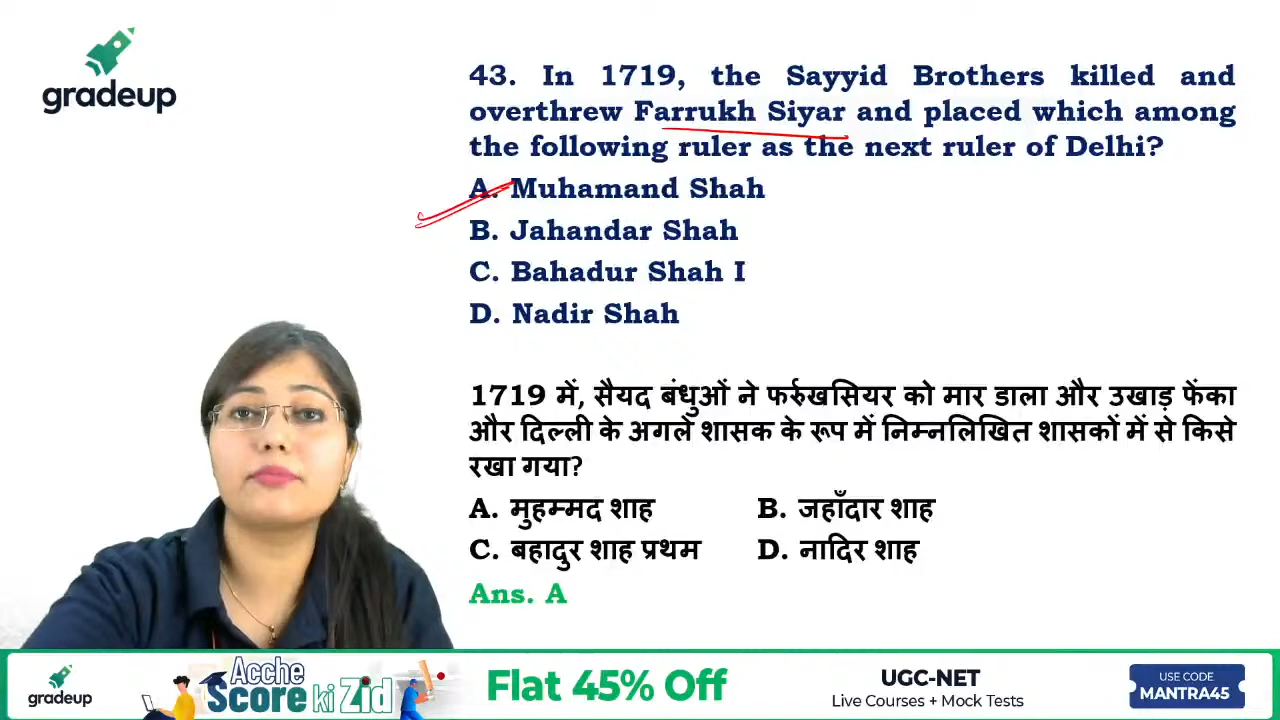 gradeup
43. In 1719, the Sayyid Brothers killed and
overthrew Farrukh Siyar and placed which among
the following ruler as the next ruler of Delhi?
A. Muhamand Shah
B. Jahandar Shah
C. Bahadur Shah I
D. Nadir Shah
1719 में, सैयद बंधुओं ने फर्रुखसियर को मार डाला और उखाड़ फेंका
और दिल्ली के अगले शासक के रूप में निम्नलिखित शासकों में से किसे
रखा गया?
A. मुहम्मद शाह B. जहाँदार शाह
C. बहादुर शाह प्रथम D. नादिर शाह
Ans. A
gradeup
Acche
Score ki Zid
Flat 45% Off
UGC-NET
Live Courses + Mock Tests
USE CODE
MANTRA45